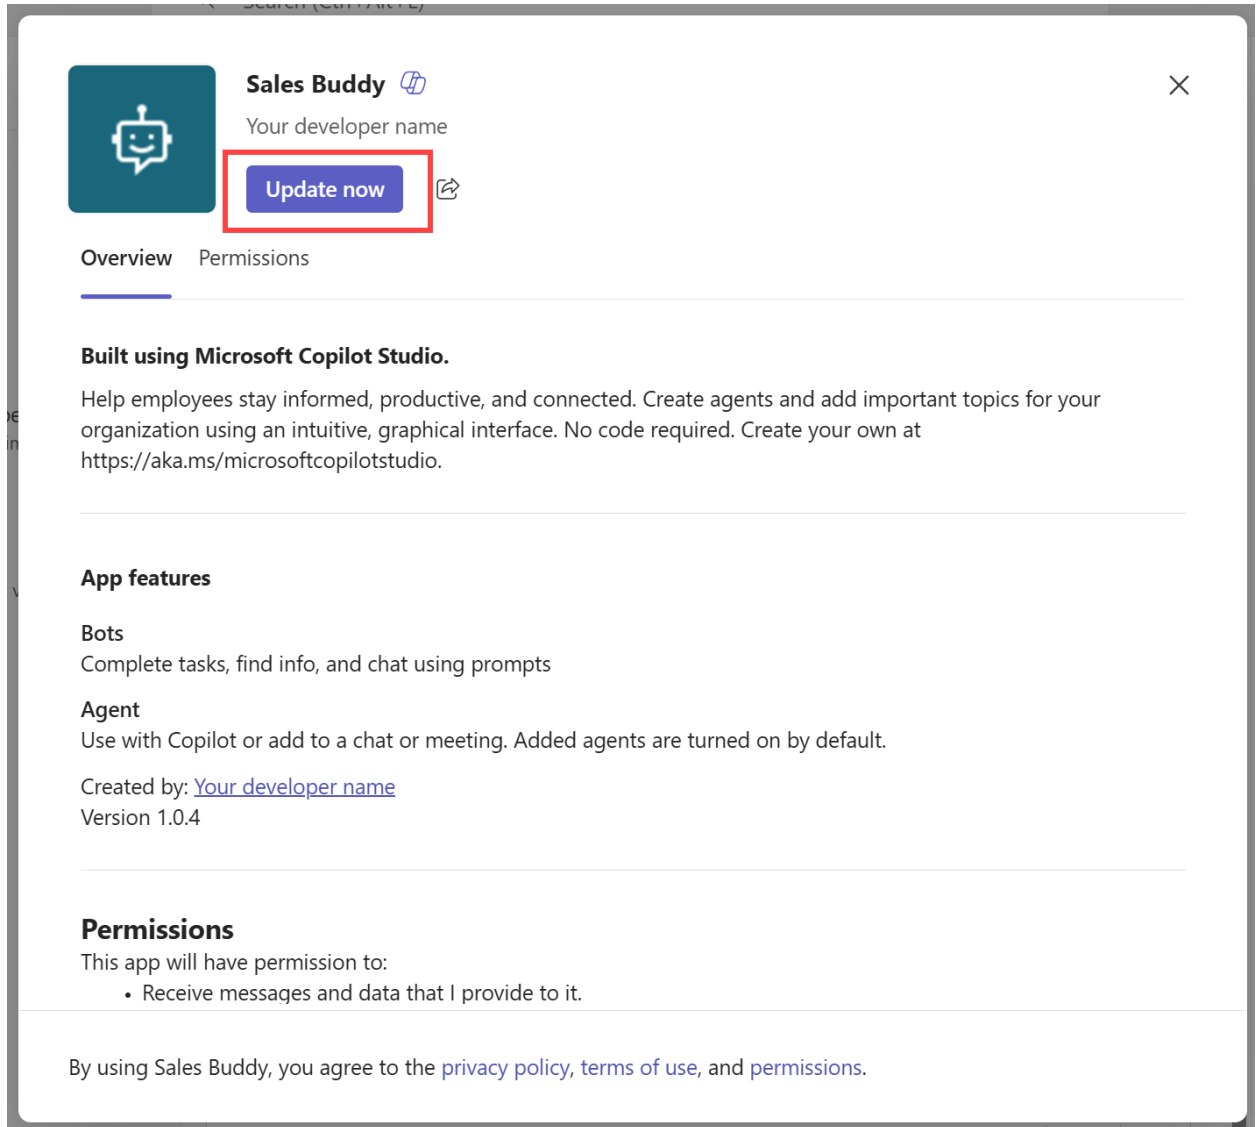 Search (Ctrl+Alt+E)
Sales Buddy
Your developer name
Update now
Overview Permissions
Built using Microsoft Copilot Studio.
Help employees stay informed, productive, and connected. Create agents and add important topics for your
organization using an intuitive, graphical interface. No code required. Create your own at
https://aka.ms/microsoftcopilotstudio.
App features
Bots
Complete tasks, find info, and chat using prompts
Agent
Use with Copilot or add to a chat or meeting. Added agents are turned on by default.
Created by: Your developer name
Version 1.0.4
Permissions
This app will have permission to:
• Receive messages and data that I provide to it.
By using Sales Buddy, you agree to the privacy policy, terms of use, and permissions.